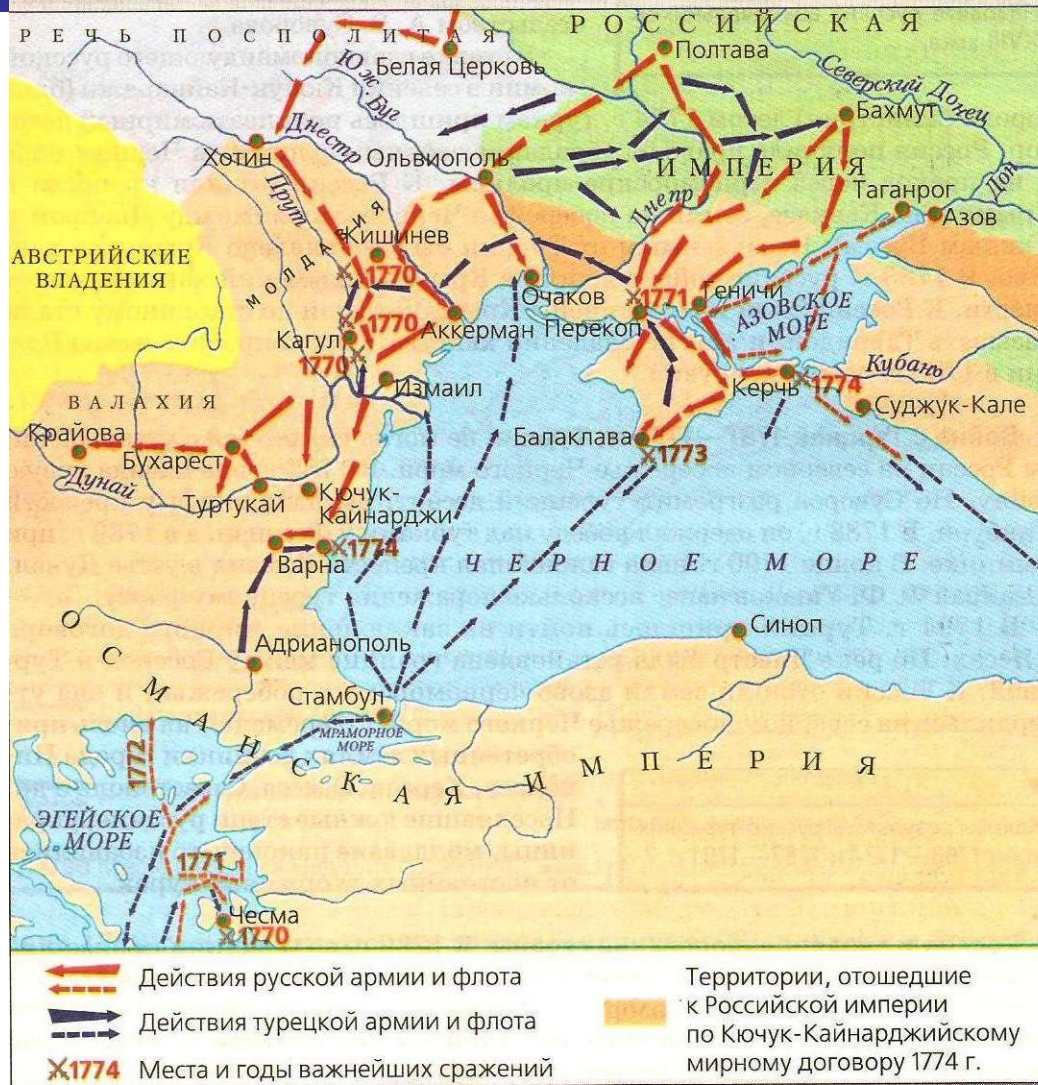 РЕЧЬ ПОСПОЛИТАЯ
РОССИЙСКАЯ
Белая Церковь
Полтава
Юж. Буг
Северский Донец
Бахмут
Днестр
Хотин
Ольвиополь
ИМПЕРИЯ
Прут
Днепр
Таганрог
Дон
Азов
МОЛДАВИЯ
Кишинев
АВСТРИЙСКИЕ
ВЛАДЕНИЯ
1770
Очаков
1771
Геничи
АЗОВСКОЕ
МОРЕ
1770
Аккерман
Перекоп
Кагул
1770
Измаил
Керчь
1774
Кубань
Суджук-Кале
ВАЛАХИЯ
Крайова
Бухарест
Балаклава
1773
Дунай
Туртукай
Кючук-
Кайнарджи
1774
Варна
ЧЕРНОЕ МОРЕ
Адрианополь
Синоп
Стамбул
МРАМОРНОЕ
МОРЕ
ОСМАНСКАЯ ИМПЕРИЯ
1772
ЭГЕЙСКОЕ
МОРЕ
1771
Чесма
1770
Действия русской армии и флота
Действия турецкой армии и флота
1774 Места и годы важнейших сражений
Территории, отошедшие
к Российской империи
по Кючук-Кайнарджийскому
мирному договору 1774 г.